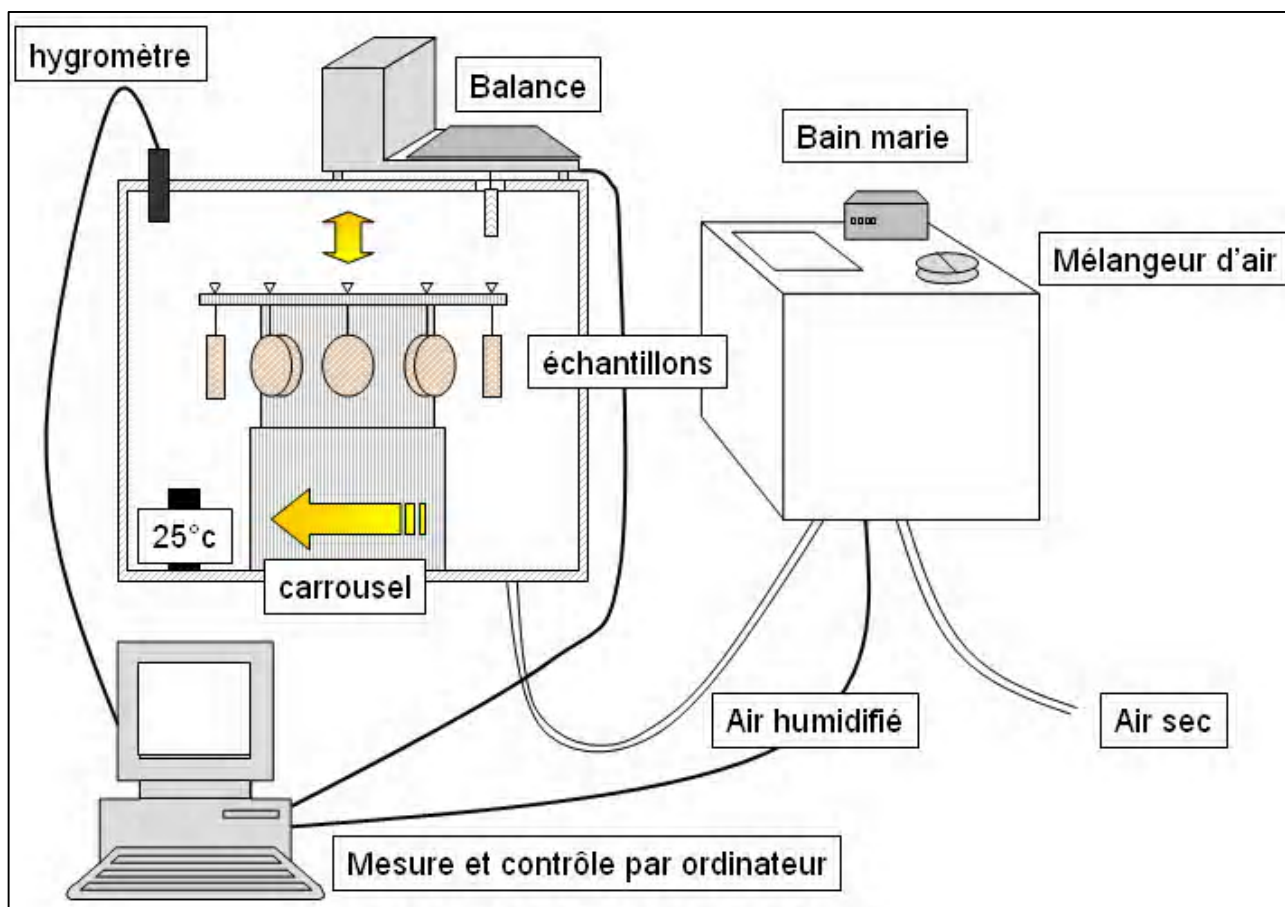 hygromètre
Balance
Bain marie
Mélangeur d'air
échantillons
25°c
carrousel
Air humidifié
Air sec
Mesure et contrôle par ordinateur